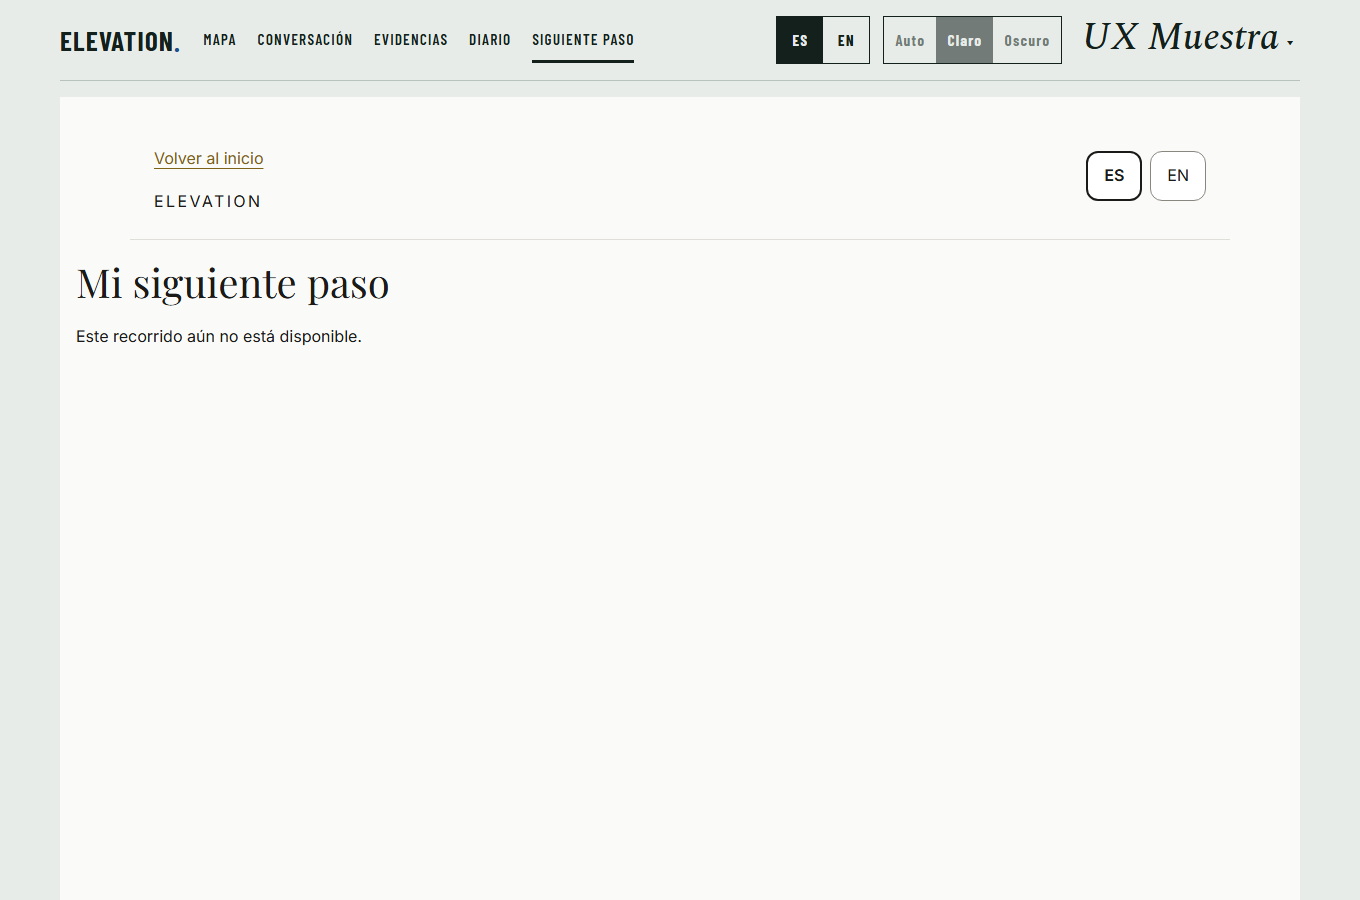 ELEVATION.
MAPA CONVERSACIÓN EVIDENCIAS DIARIO SIGUIENTE PASO
ES EN
Auto Claro Oscuro
UX Muestra
Volver al inicio
ELEVATION
ES EN
Mi siguiente paso
Este recorrido aún no está disponible.